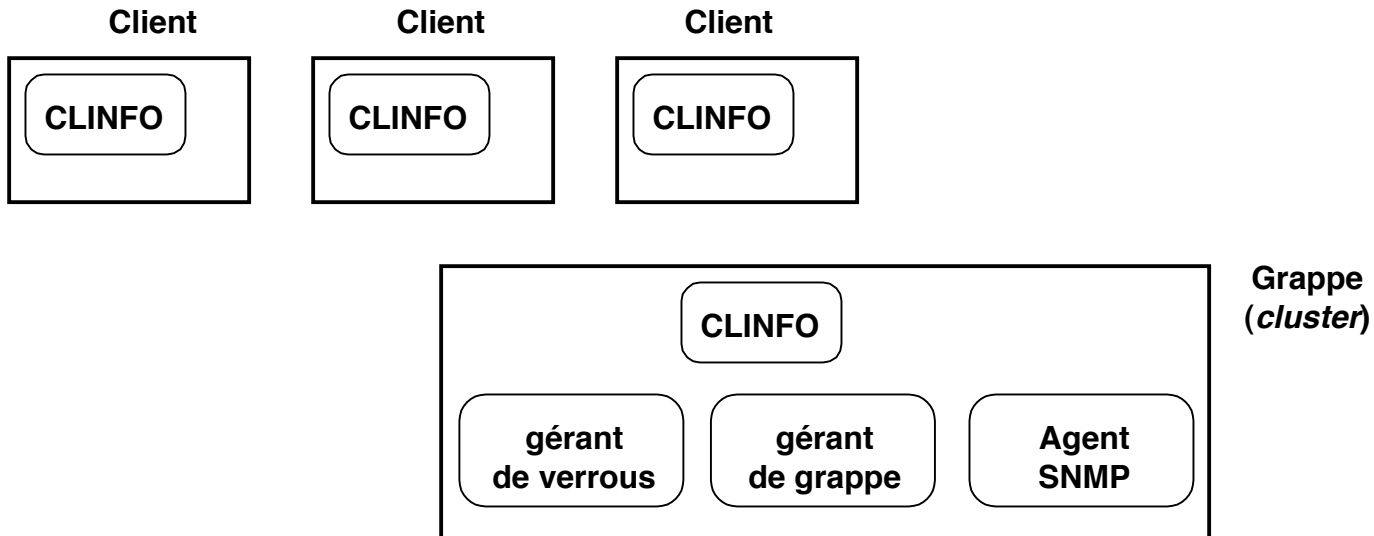 Client Client Client
CLINFO CLINFO CLINFO
Grappe
(cluster)
CLINFO
gérant gérant Agent
de verrous de grappe SNMP